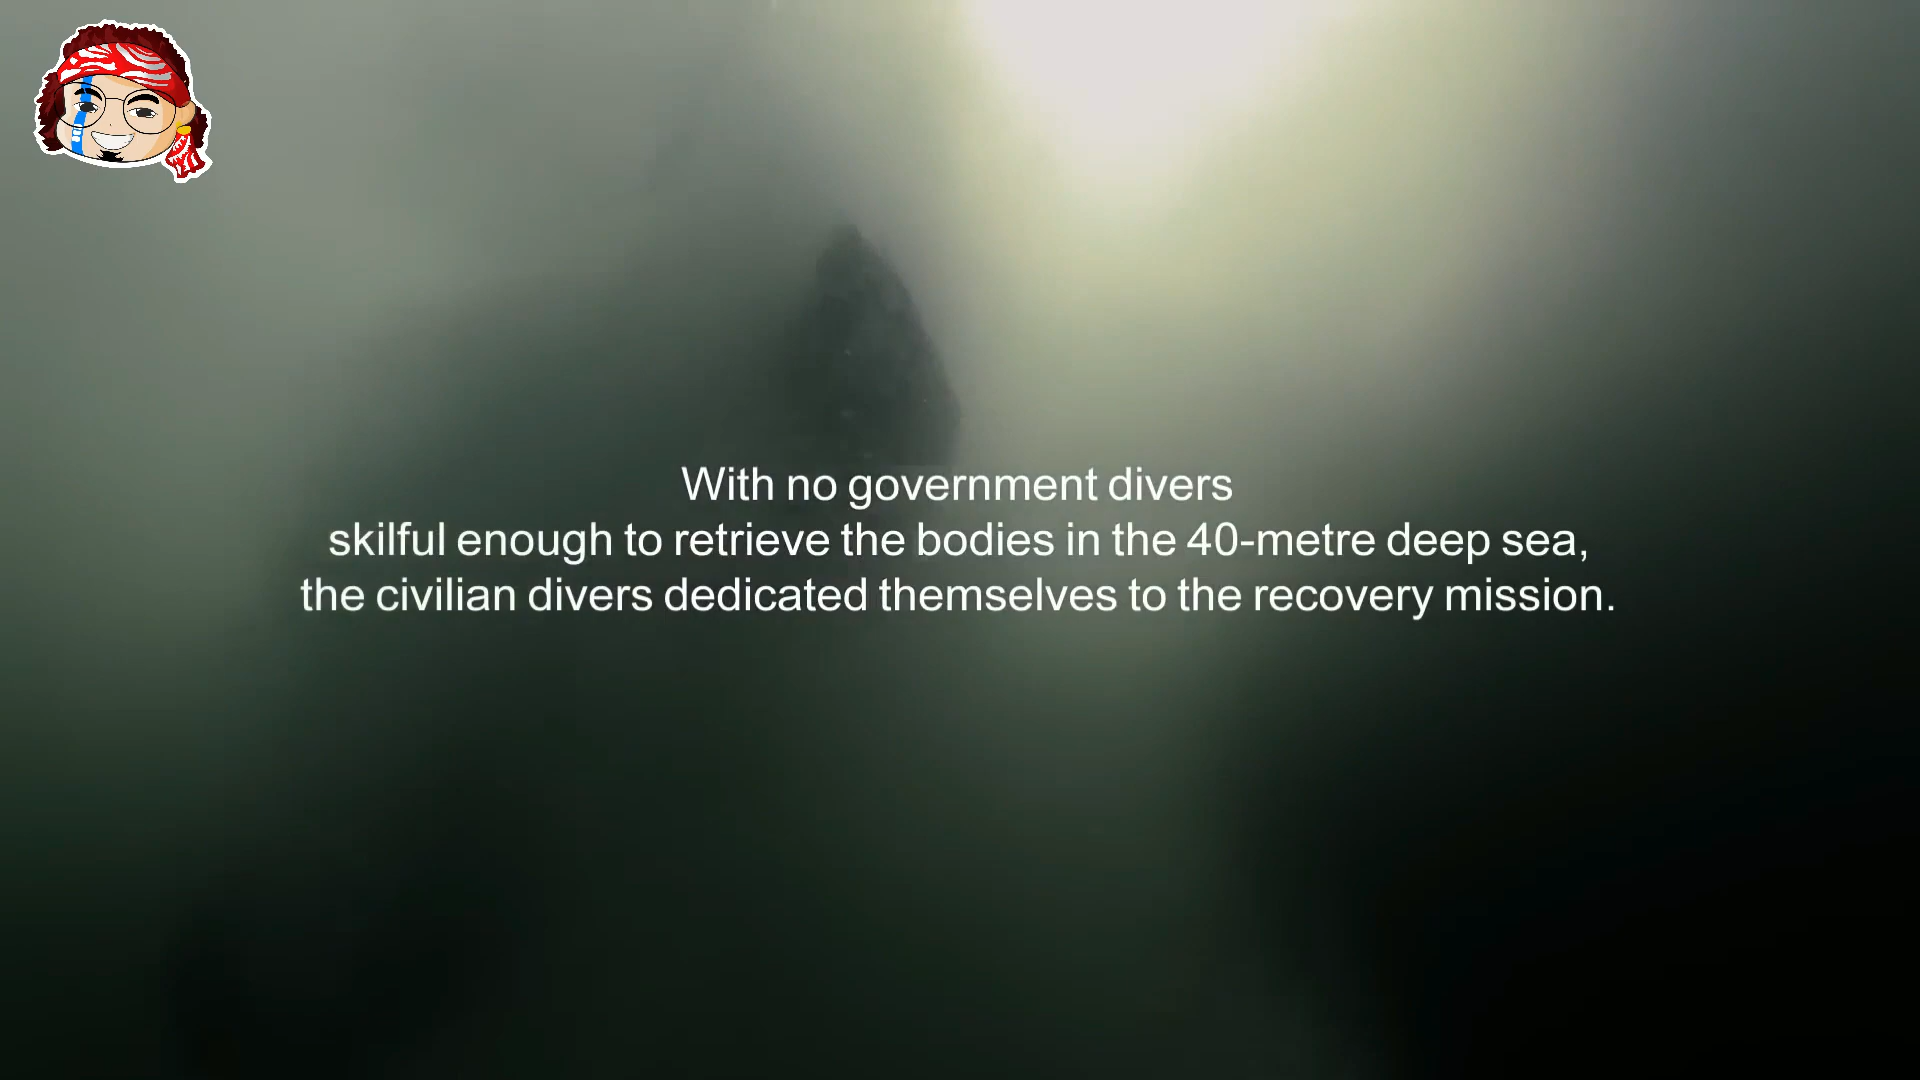 With no government divers
skilful enough to retrieve the bodies in the 40-metre deep sea,
the civilian divers dedicated themselves to the recovery mission.